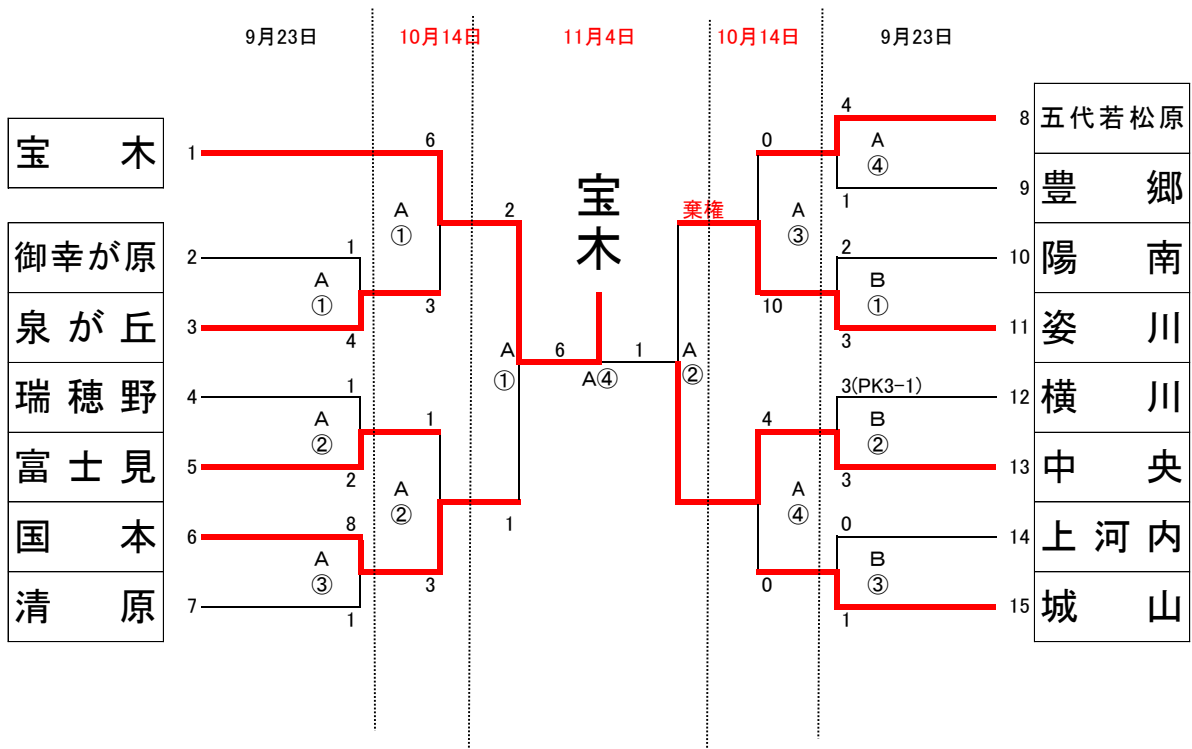 9月23日 10月14日 11月4日 10月14日 9月23日
宝木
1
御幸が原
2
泉が丘
3
瑞穂野
4
富士見
5
国本
6
清原
7
1
A
①
4
1
A
②
2
8
A
③
1
6
A
①
3
1
A
②
3
2
A
①
1
宝木
6
A④
1
棄権
A
②
0
A
③
10
4
A
④
0
4
A
④
1
2
B
①
3
3(PK3-1)
B
②
3
0
B
③
1
8
五代若松原
9
豊郷
10
陽南
11
姿川
12
横川
13
中央
14
上河内
15
城山